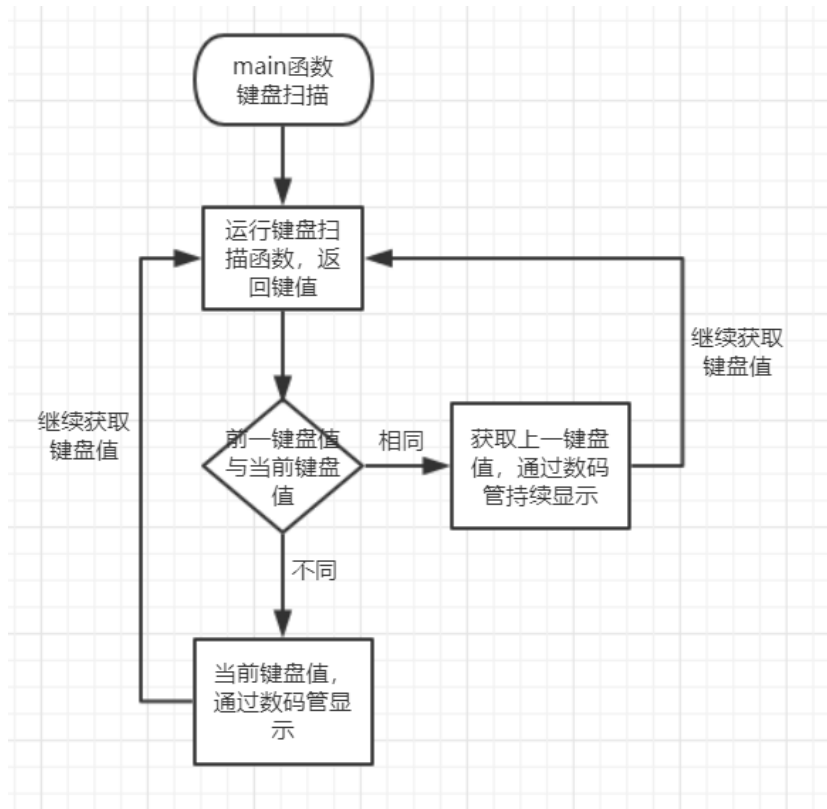 main函数
键盘扫描
运行键盘扫
描函数，返
回键值
继续获取
键盘值
前一键盘值
与当前键盘
值
相同
获取上一键盘
值，通过数码
管持续显示
继续获取
键盘值
不同
当前键盘值，
通过数码管显
示